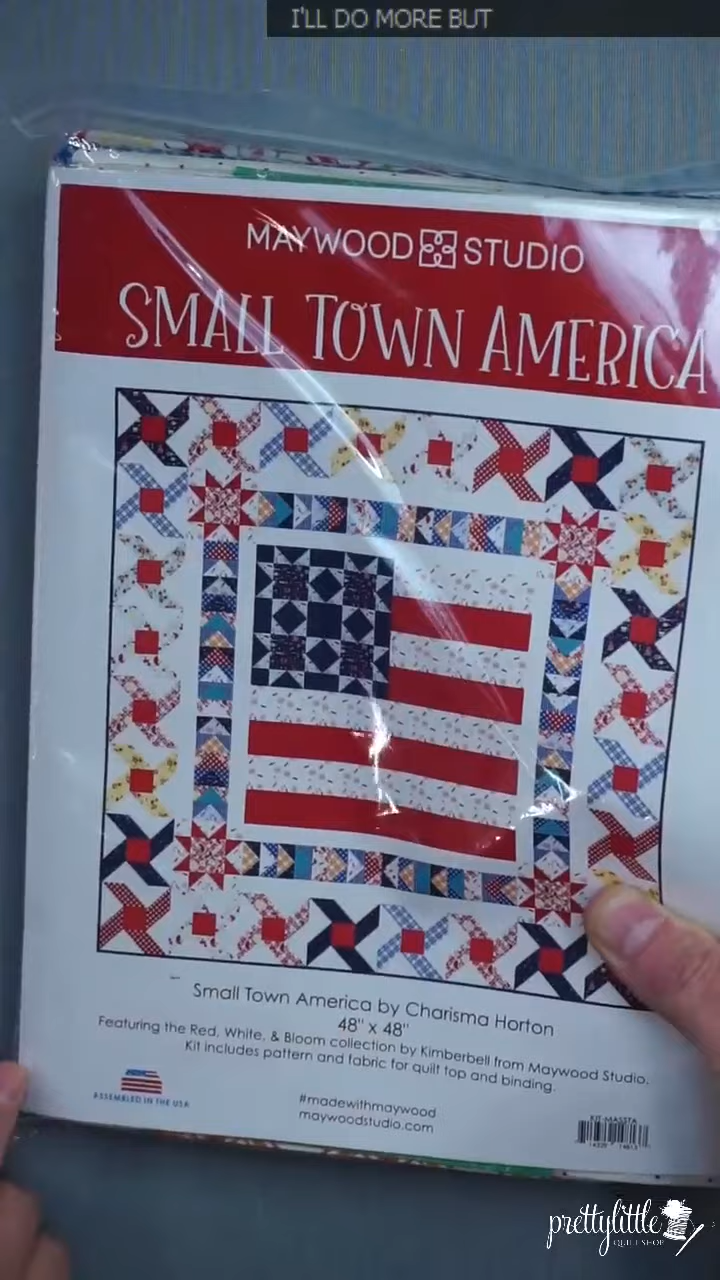 I'LL DO MORE BUT
MAYWOOD STUDIO
SMALL TOWN AMERICA
Small Town America by Charisma Horton
48" x 48"
Featuring the Red, White, & Bloom collection by Kimberbell from Maywood Studio.
Kit includes pattern and fabric for quilt top and binding.
ASSEMBLED IN THE USA
#madewithmaywood
maywoodstudio.com
KIT-MASSTA
prettylittle
QUILT SHOP